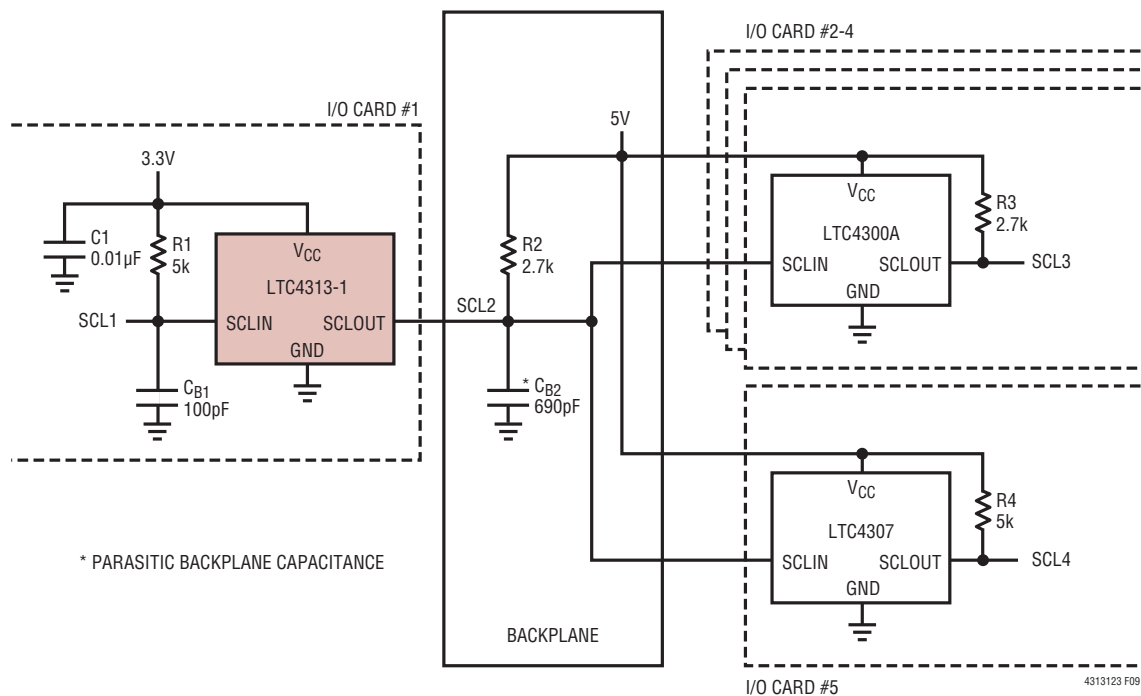 I/O CARD #1
3.3V
C1
0.01µF
R1
5k
VCC
LTC4313-1
SCL1
SCLIN
SCLOUT
GND
CB1
100pF
SCL2
5V
R2
2.7k
* CB2
690pF
BACKPLANE
* PARASITIC BACKPLANE CAPACITANCE
I/O CARD #2-4
VCC
LTC4300A
SCLIN
SCLOUT
GND
R3
2.7k
SCL3
VCC
LTC4307
SCLIN
SCLOUT
GND
R4
5k
SCL4
I/O CARD #5
4313123 F09